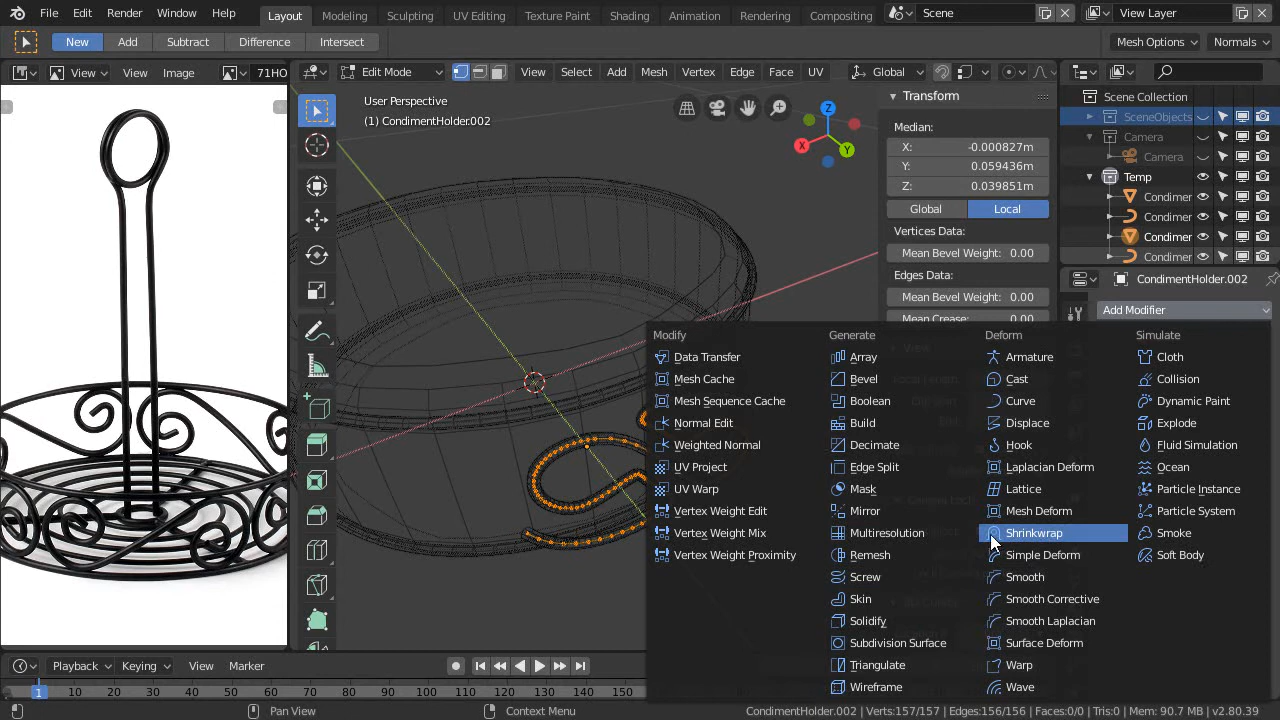 File Edit Render Window Help Layout Modeling Sculpting UV Editing Texture Paint Shading Animation Rendering Compositing Scene View Layer
New Add Subtract Difference Intersect Mesh Options Normals
View View Image 71HO Edit Mode View Select Add Mesh Vertex Edge Face UV Global
User Perspective
(1) CondimentHolder.002
Z
X
Y
Transform
Median:
X: -0.000827m
Y: 0.059436m
Z: 0.039851m
Global Local
Vertices Data:
Mean Bevel Weight: 0.00
Edges Data:
Mean Bevel Weight: 0.00
Mean Crease: 0.00
Scene Collection
SceneObjects
Camera
Camera
Temp
Condimer
Condimer
Condimer
Condimer
CondimentHolder.002
Add Modifier
Modify
Data Transfer
Mesh Cache
Mesh Sequence Cache
Normal Edit
Weighted Normal
UV Project
UV Warp
Vertex Weight Edit
Vertex Weight Mix
Vertex Weight Proximity
Generate
Array
Bevel
Boolean
Build
Decimate
Edge Split
Mask
Mirror
Multiresolution
Remesh
Screw
Skin
Solidify
Subdivision Surface
Triangulate
Wireframe
Deform
Armature
Cast
Curve
Displace
Hook
Laplacian Deform
Lattice
Mesh Deform
Shrinkwrap
Simple Deform
Smooth
Smooth Corrective
Smooth Laplacian
Surface Deform
Warp
Wave
Simulate
Cloth
Collision
Dynamic Paint
Explode
Fluid Simulation
Ocean
Particle Instance
Particle System
Smoke
Soft Body
Playback Keying View Marker
1 10 20 30 40 50 60 70 80 90 100 110 120 130 140 150
Pan View Context Menu CondimentHolder.002 | Verts:157/157 | Edges:156/156 | Faces:0/0 | Tris:0 | Mem: 90.7 MB | v2.80.39